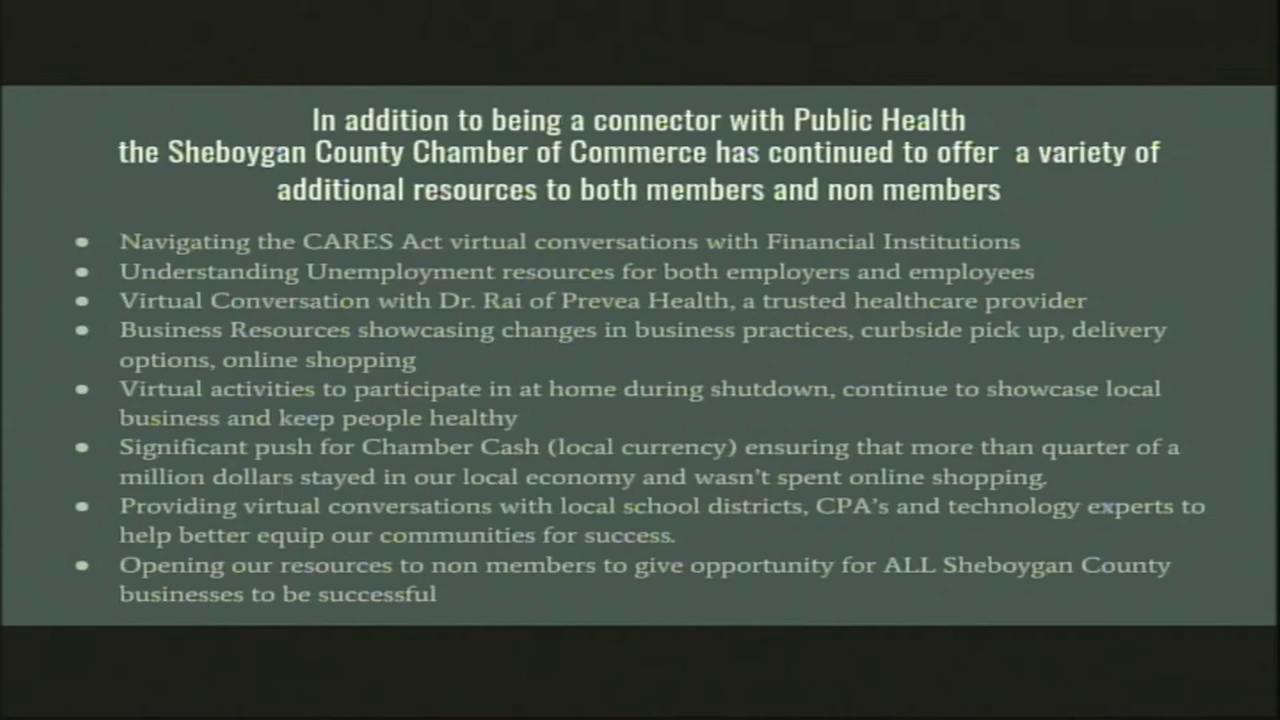 In addition to being a connector with Public Health
the Sheboygan County Chamber of Commerce has continued to offer a variety of
additional resources to both members and non members
● Navigating the CARES Act virtual conversations with Financial Institutions
● Understanding Unemployment resources for both employers and employees
● Virtual Conversation with Dr. Rai of Prevea Health, a trusted healthcare provider
● Business Resources showcasing changes in business practices, curbside pick up, delivery
options, online shopping
● Virtual activities to participate in at home during shutdown, continue to showcase local
business and keep people healthy
● Significant push for Chamber Cash (local currency) ensuring that more than quarter of a
million dollars stayed in our local economy and wasn't spent online shopping.
● Providing virtual conversations with local school districts, CPA's and technology experts to
help better equip our communities for success.
● Opening our resources to non members to give opportunity for ALL Sheboygan County
businesses to be successful